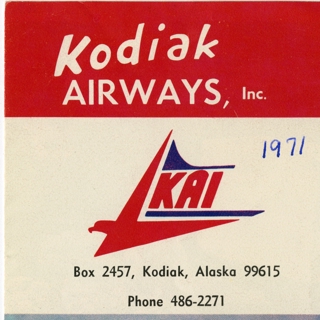 Kodiak
AIRWAYS, Inc.
1971
KAI
Box 2457, Kodiak, Alaska 99615
Phone 486-2271